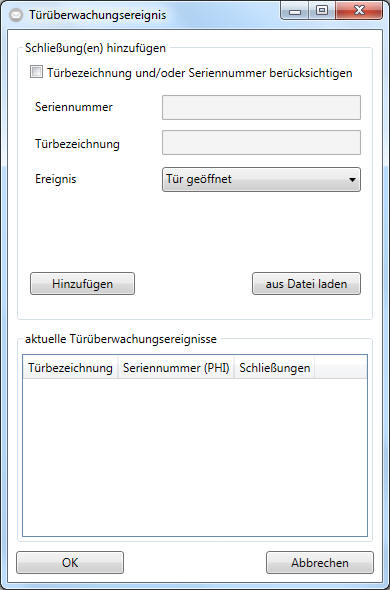 Türüberwachungsereignis
Schließung(en) hinzufügen
Türbezeichnung und/oder Seriennummer berücksichtigen
Seriennummer
Türbezeichnung
Ereignis Tür geöffnet
Hinzufügen aus Datei laden
aktuelle Türüberwachungsereignisse
Türbezeichnung Seriennummer (PHI) Schließungen
OK Abbrechen